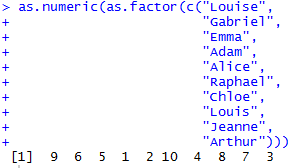 > as.numeric(as.factor(c("Louise",
+ "Gabriel",
+ "Emma",
+ "Adam",
+ "Alice",
+ "Raphael",
+ "Chloe",
+ "Louis",
+ "Jeanne",
+ "Arthur")))
[1] 9 6 5 1 2 10 4 8 7 3